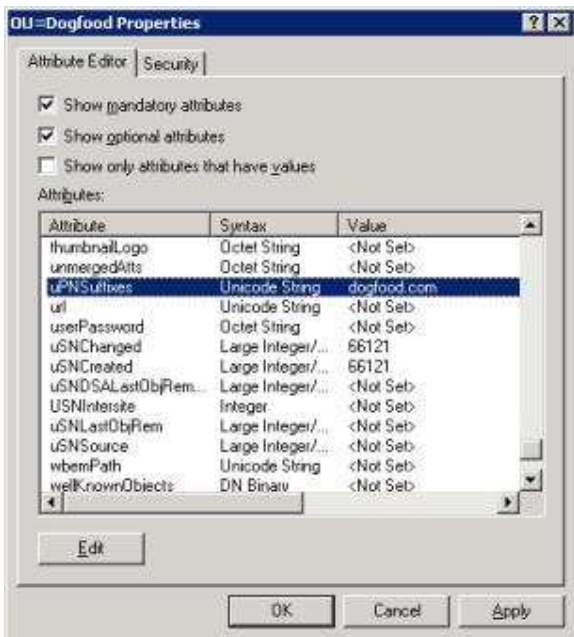 OU=Dogfood Properties
Attribute Editor Security
Show mandatory attributes
Show optional attributes
Show only attributes that have values
Attributes:
Attribute Syntax Value
thumbnailLogo Octet String <Not Set>
unmergedAtts Octet String <Not Set>
uPNSuffixes Unicode String dogfood.com
url Unicode String <Not Set>
userPassword Octet String <Not Set>
uSNChanged Large Integer/... 66121
uSNCreated Large Integer/... 66121
uSNDSALastObjRem... Large Integer/... <Not Set>
USNIntersite Integer <Not Set>
uSNLastObjRem Large Integer/... <Not Set>
uSNSource Large Integer/... <Not Set>
wbemPath Unicode String <Not Set>
wellKnownObjects DN Binary <Not Set>
Edit
OK Cancel Apply